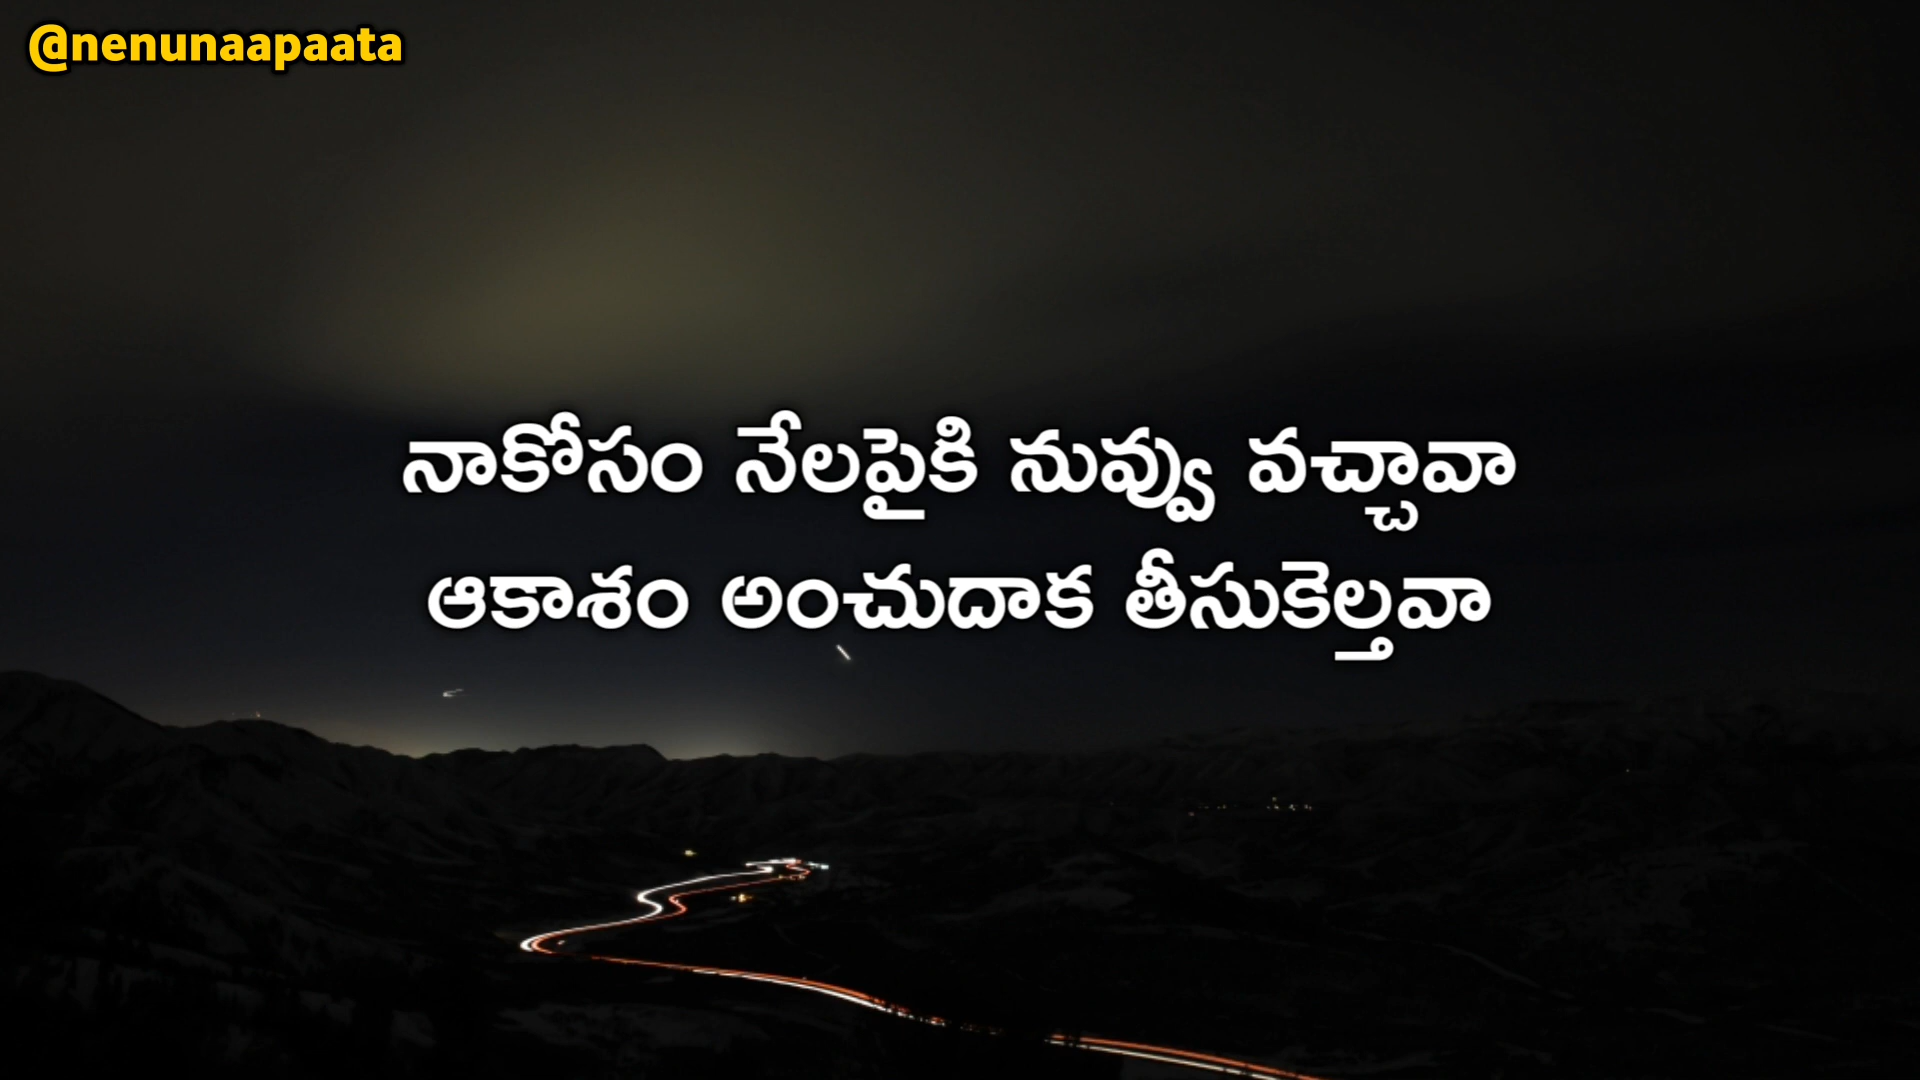 @nenunaapaata
నాకోసం నేలపైకి నువ్వు వచ్చావా
ఆకాశం అంచుదాక తీసుకెల్తవా